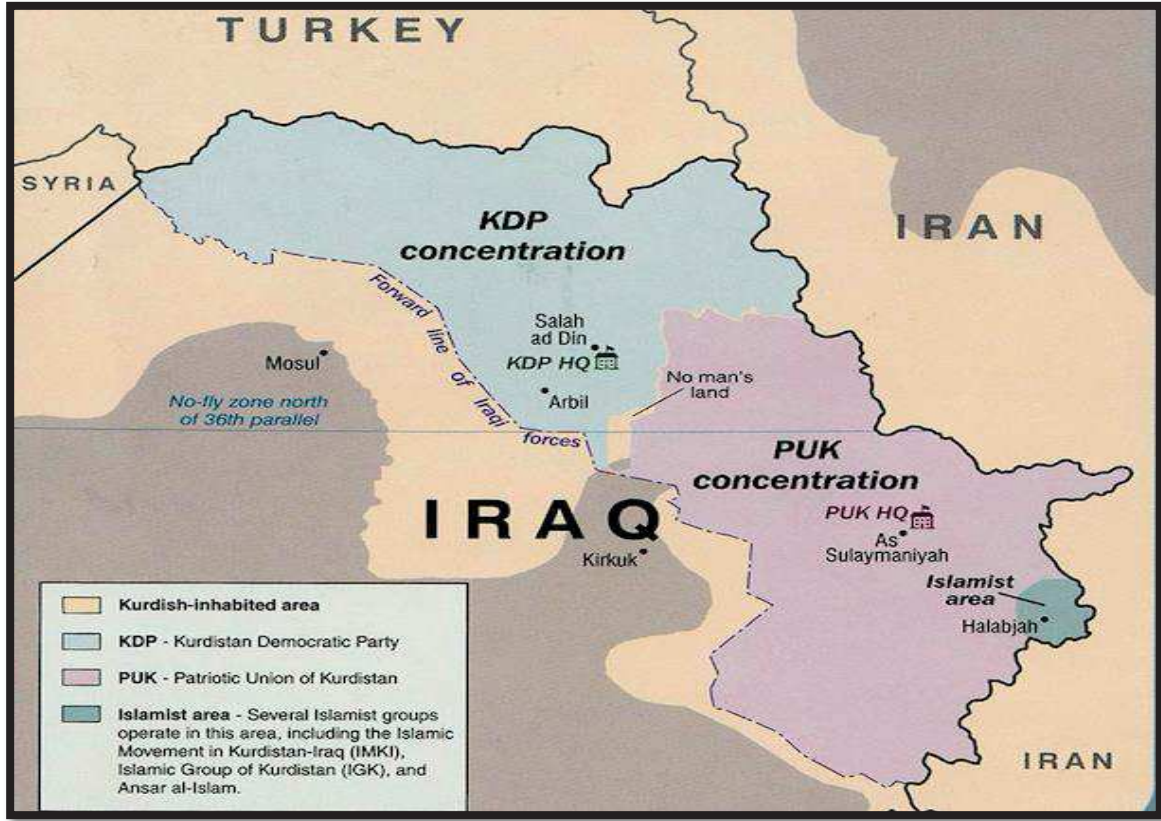 TURKEY
SYRIA
IRAN
KDP
concentration
Forward line of Iraqi forces
Salah
ad Din
KDP HQ
Mosul
Arbil
No man's
land
No-fly zone north
of 36th parallel
PUK
concentration
IRAQ
PUK HQ
As
Sulaymaniyah
Kirkuk
Islamist
area
Halabjah
IRAN
Kurdish-inhabited area
KDP - Kurdistan Democratic Party
PUK - Patriotic Union of Kurdistan
Islamist area - Several Islamist groups
operate in this area, including the Islamic
Movement in Kurdistan-Iraq (IMKI),
Islamic Group of Kurdistan (IGK), and
Ansar al-Islam.